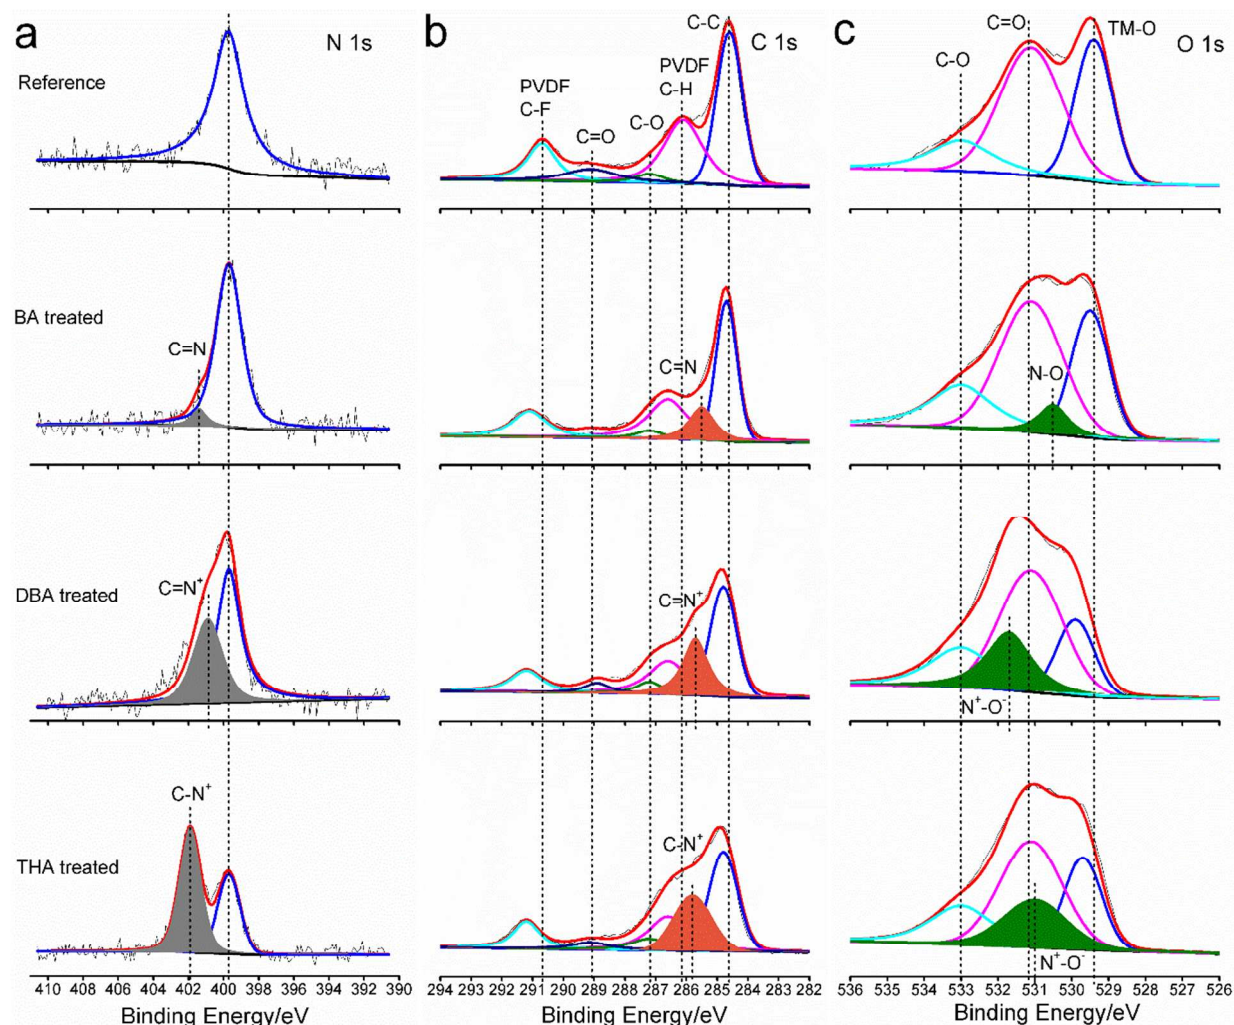 a
N 1s
Reference
BA treated
C=N
DBA treated
C=N⁺
THA treated
C-N⁺
410 408 406 404 402 400 398 396 394 392 390
Binding Energy/eV
b
C 1s
C-C
PVDF
C-F
C=O
C-O
PVDF
C-H
C=N
C=N⁺
C-N⁺
294 293 292 291 290 289 288 287 286 285 284 283 282
Binding Energy/eV
c
O 1s
C-O
C=O
TM-O
N-O
N⁺-O⁻
N⁺-O⁻
536 535 534 533 532 531 530 529 528 527 526
Binding Energy/eV